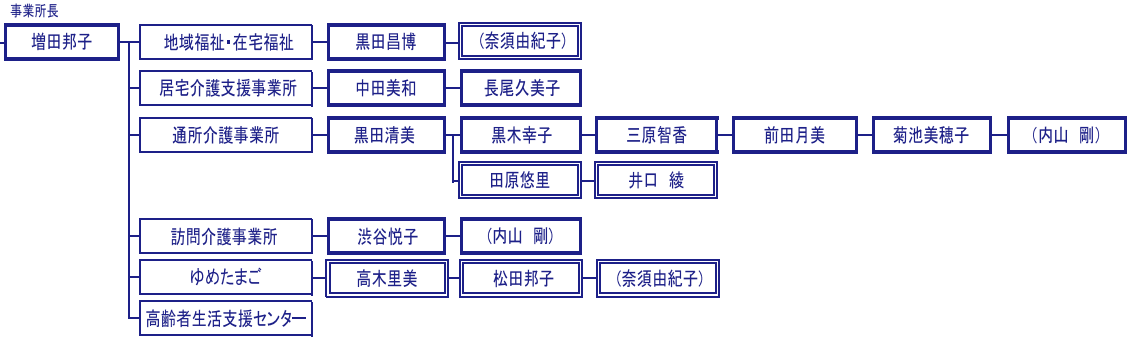 事業所長
増田邦子 地域福祉・在宅福祉 黒田昌博 （奈須由紀子）
居宅介護支援事業所 中田美和 長尾久美子
通所介護事業所 黒田清美 黒木幸子 三原智香 前田月美 菊池美穂子 （内山　剛）
田原悠里 井口　綾
訪問介護事業所 渋谷悦子 （内山　剛）
ゆめたまご 高木里美 松田邦子 （奈須由紀子）
高齢者生活支援センター